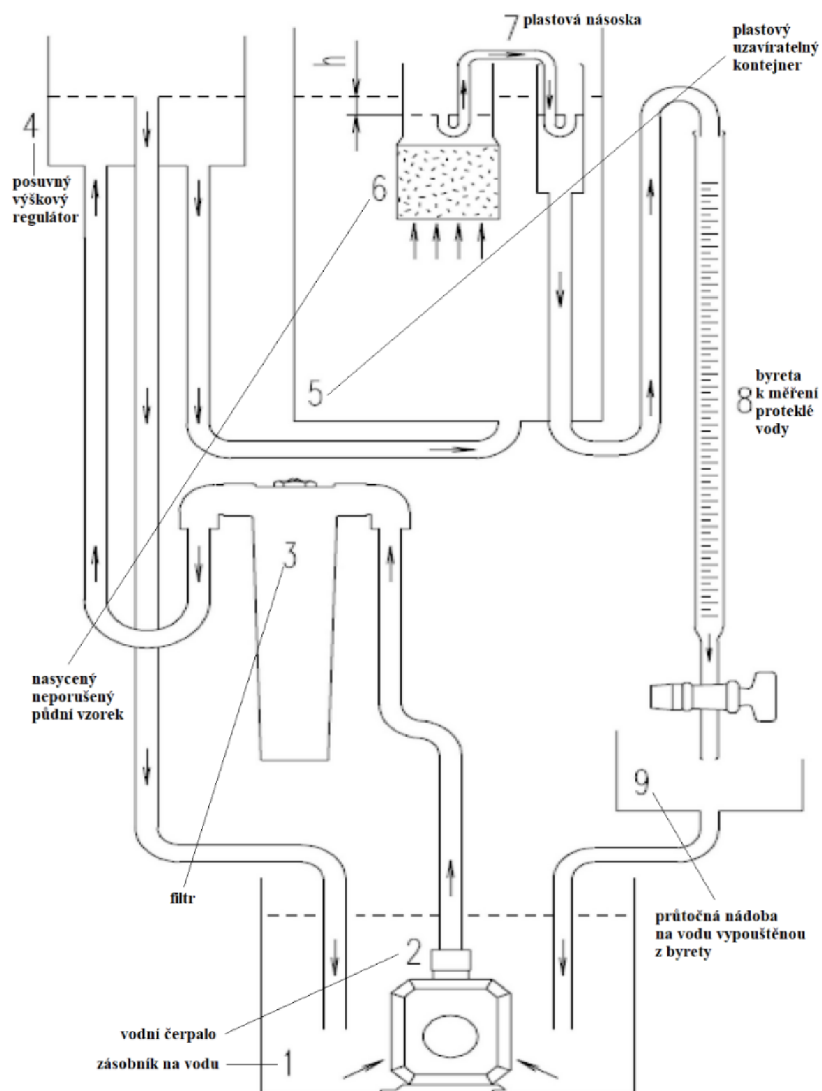 7 plastová násoska
plastový
uzavíratelný
kontejner
h
4
posuvný
výškový
regulátor
6
5
8
byreta
k měření
proteklé
vody
3
nasycený
neporušený
půdní vzorek
9
filtr
průtočná nádoba
na vodu vypouštěnou
z byrety
2
vodní čerpalo
zásobník na vodu 1